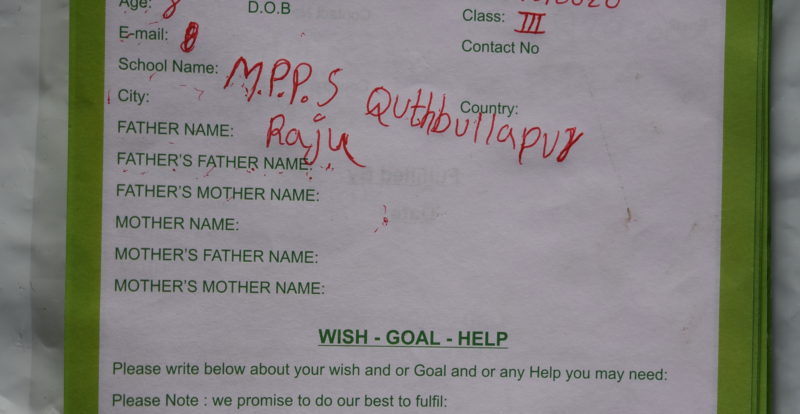 Age: 8 D.O.B
Class: III
E-mail: 8
Contact No
School Name: M.P.P.S Quthbullapur
City: Country:
FATHER NAME: Raju
FATHER'S FATHER NAME:
FATHER'S MOTHER NAME:
MOTHER NAME:
MOTHER'S FATHER NAME:
MOTHER'S MOTHER NAME:
WISH - GOAL - HELP
Please write below about your wish and or Goal and or any Help you may need:
Please Note : we promise to do our best to fulfil: